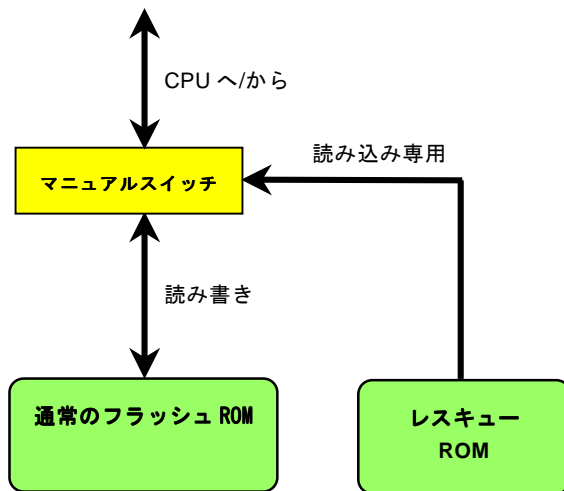 CPU へ/から
読み込み専用
マニュアルスイッチ
読み書き
通常のフラッシュ ROM
レスキュー
ROM